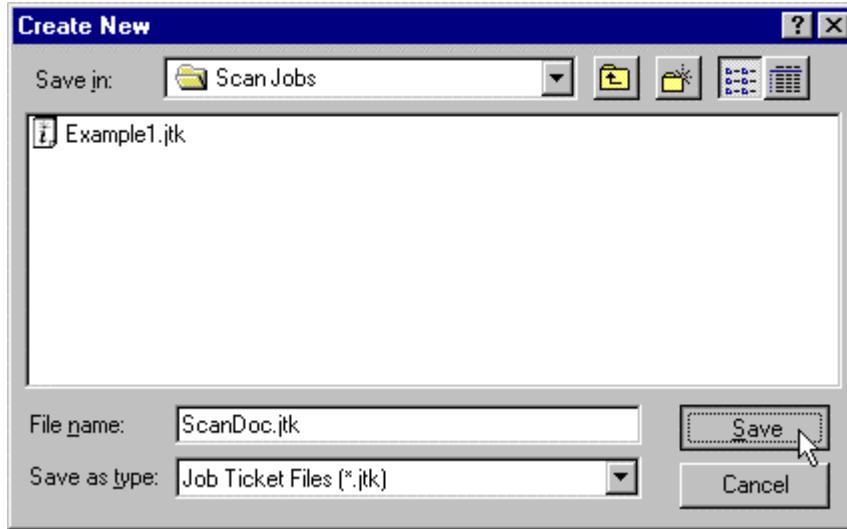 Create New
Save in: Scan Jobs
Example1.jtk
File name: ScanDoc.jtk Save
Save as type: Job Ticket Files (*.jtk) Cancel